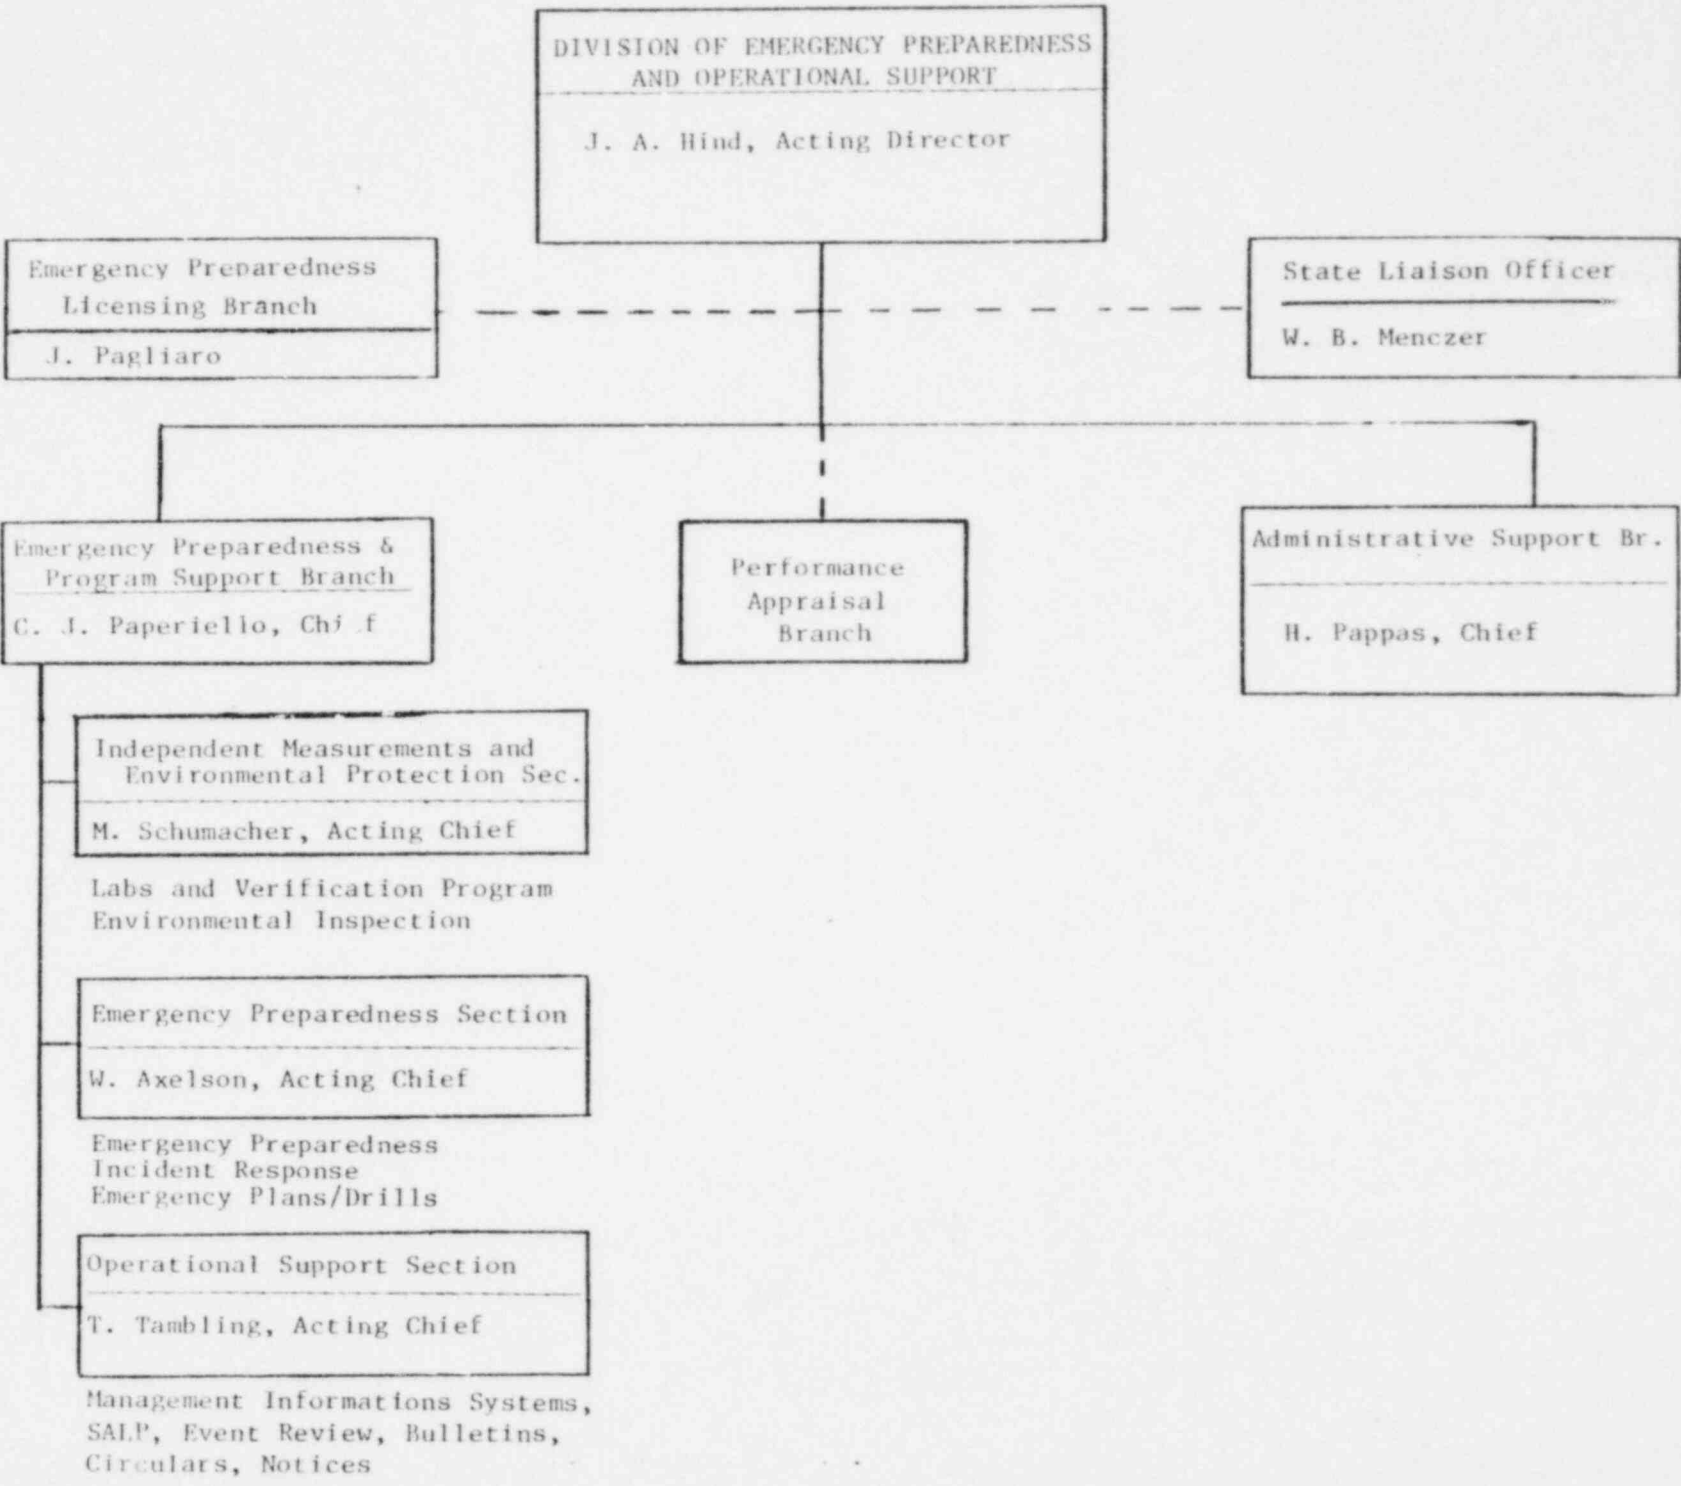 DIVISION OF EMERGENCY PREPAREDNESS
AND OPERATIONAL SUPPORT
J. A. Hind, Acting Director
Emergency Preparedness
Licensing Branch
J. Pagliaro
State Liaison Officer
W. B. Menczer
Emergency Preparedness &
Program Support Branch
C. J. Paperiello, Chi f
Performance
Appraisal
Branch
Administrative Support Br.
H. Pappas, Chief
Independent Measurements and
Environmental Protection Sec.
M. Schumacher, Acting Chief
Labs and Verification Program
Environmental Inspection
Emergency Preparedness Section
W. Axelson, Acting Chief
Emergency Preparedness
Incident Response
Emergency Plans/Drills
Operational Support Section
T. Tambling, Acting Chief
Management Informations Systems,
SALP, Event Review, Bulletins,
Circulars, Notices